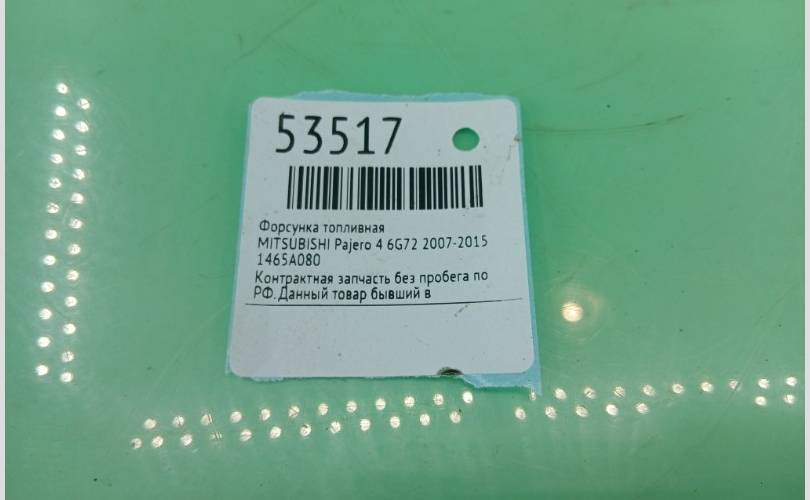 53517
Форсунка топливная
MITSUBISHI Pajero 4 6G72 2007-2015
1465A080
Контрактная запчасть без пробега по
РФ. Данный товар бывший в